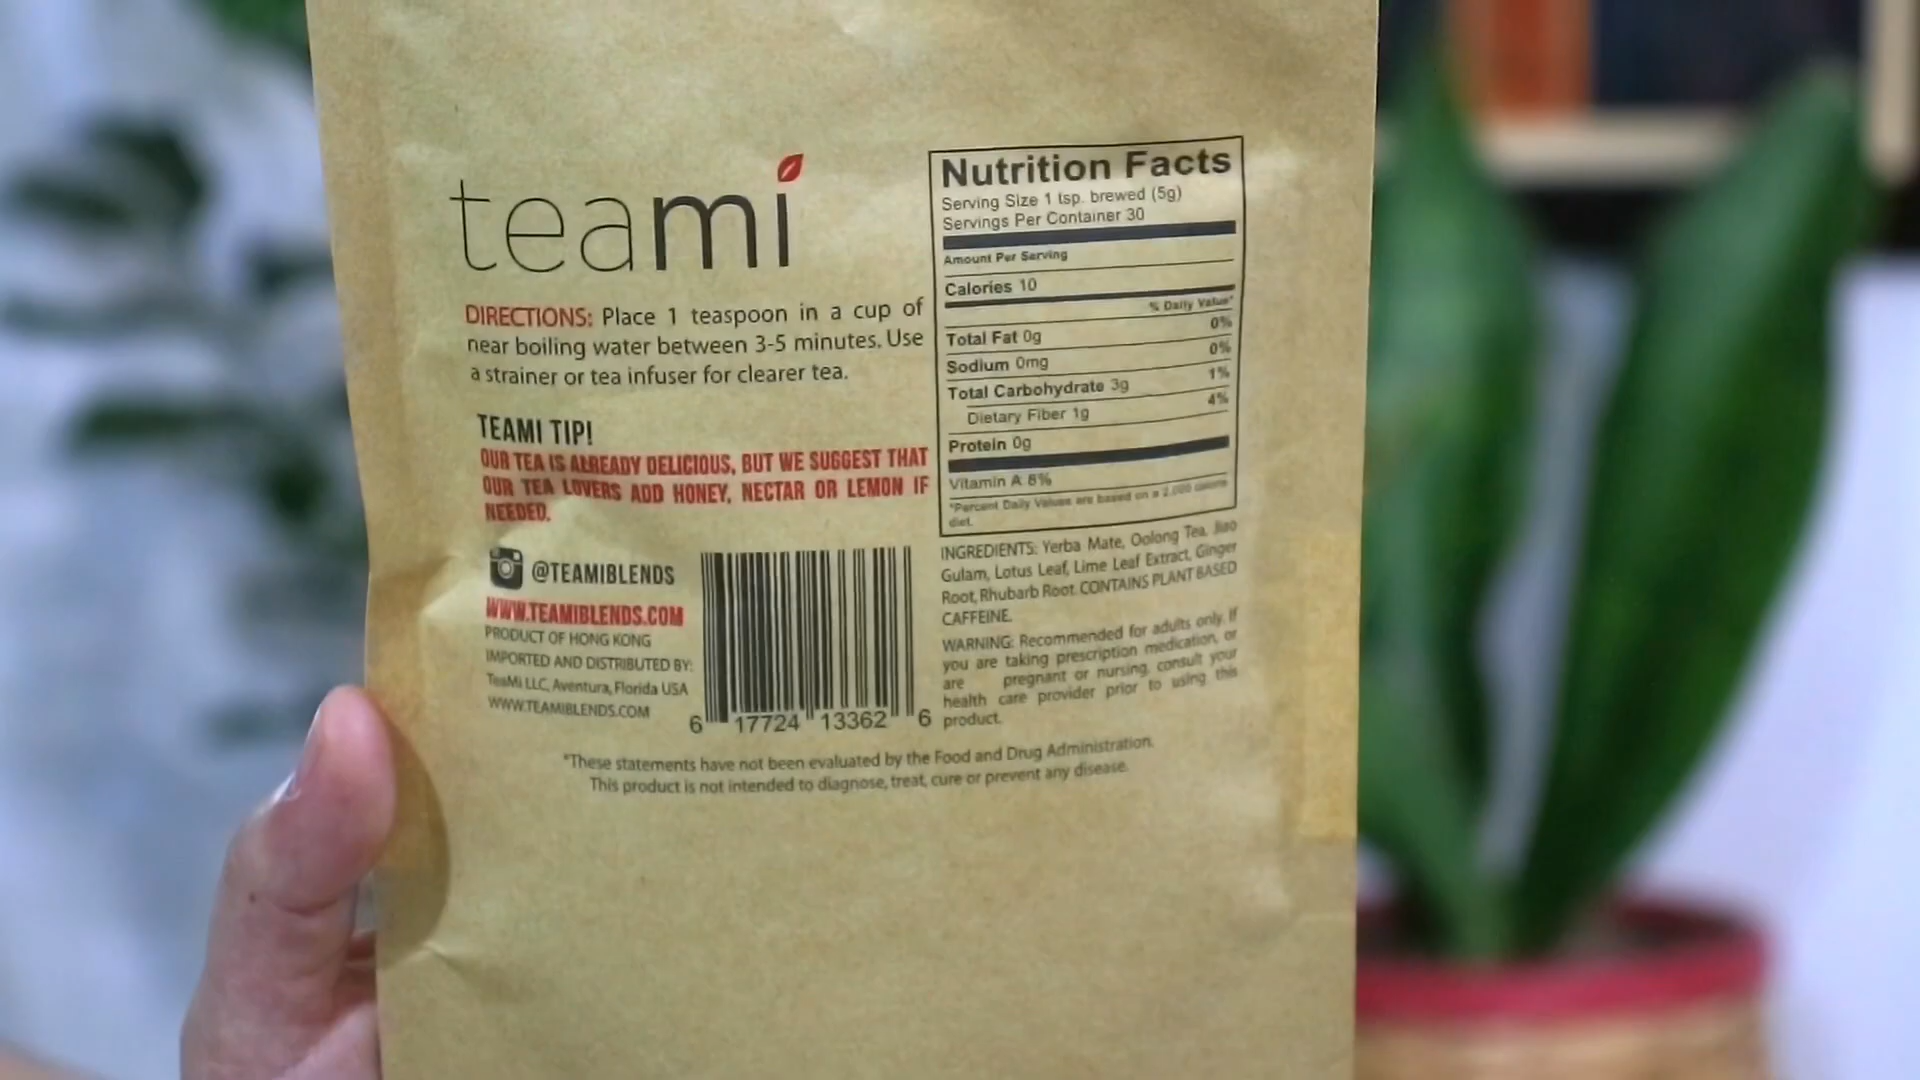 teami
DIRECTIONS: Place 1 teaspoon in a cup of
near boiling water between 3-5 minutes. Use
a strainer or tea infuser for clearer tea.
TEAMI TIP!
OUR TEA IS ALREADY DELICIOUS, BUT WE SUGGEST THAT
OUR TEA LOVERS ADD HONEY, NECTAR OR LEMON IF
NEEDED.
@TEAMIBLENDS
WWW.TEAMIBLENDS.COM
PRODUCT OF HONG KONG
IMPORTED AND DISTRIBUTED BY:
TeaMi LLC, Aventura, Florida USA
WWW.TEAMIBLENDS.COM
6 17724 13362 6
Nutrition Facts
Serving Size 1 tsp. brewed (5g)
Servings Per Container 30
Amount Per Serving
Calories 10
% Daily Value*
Total Fat 0g 0%
Sodium 0mg 0%
Total Carbohydrate 3g 1%
Dietary Fiber 1g 4%
Protein 0g
Vitamin A 8%
*Percent Daily Values are based on a 2,000 calorie
diet.
INGREDIENTS: Yerba Mate, Oolong Tea, Jiao
Gulam, Lotus Leaf, Lime Leaf Extract, Ginger
Root, Rhubarb Root. CONTAINS PLANT BASED
CAFFEINE.
WARNING: Recommended for adults only. If
you are taking prescription medication, or
are pregnant or nursing, consult your
health care provider prior to using this
product.
*These statements have not been evaluated by the Food and Drug Administration.
This product is not intended to diagnose, treat, cure or prevent any disease.